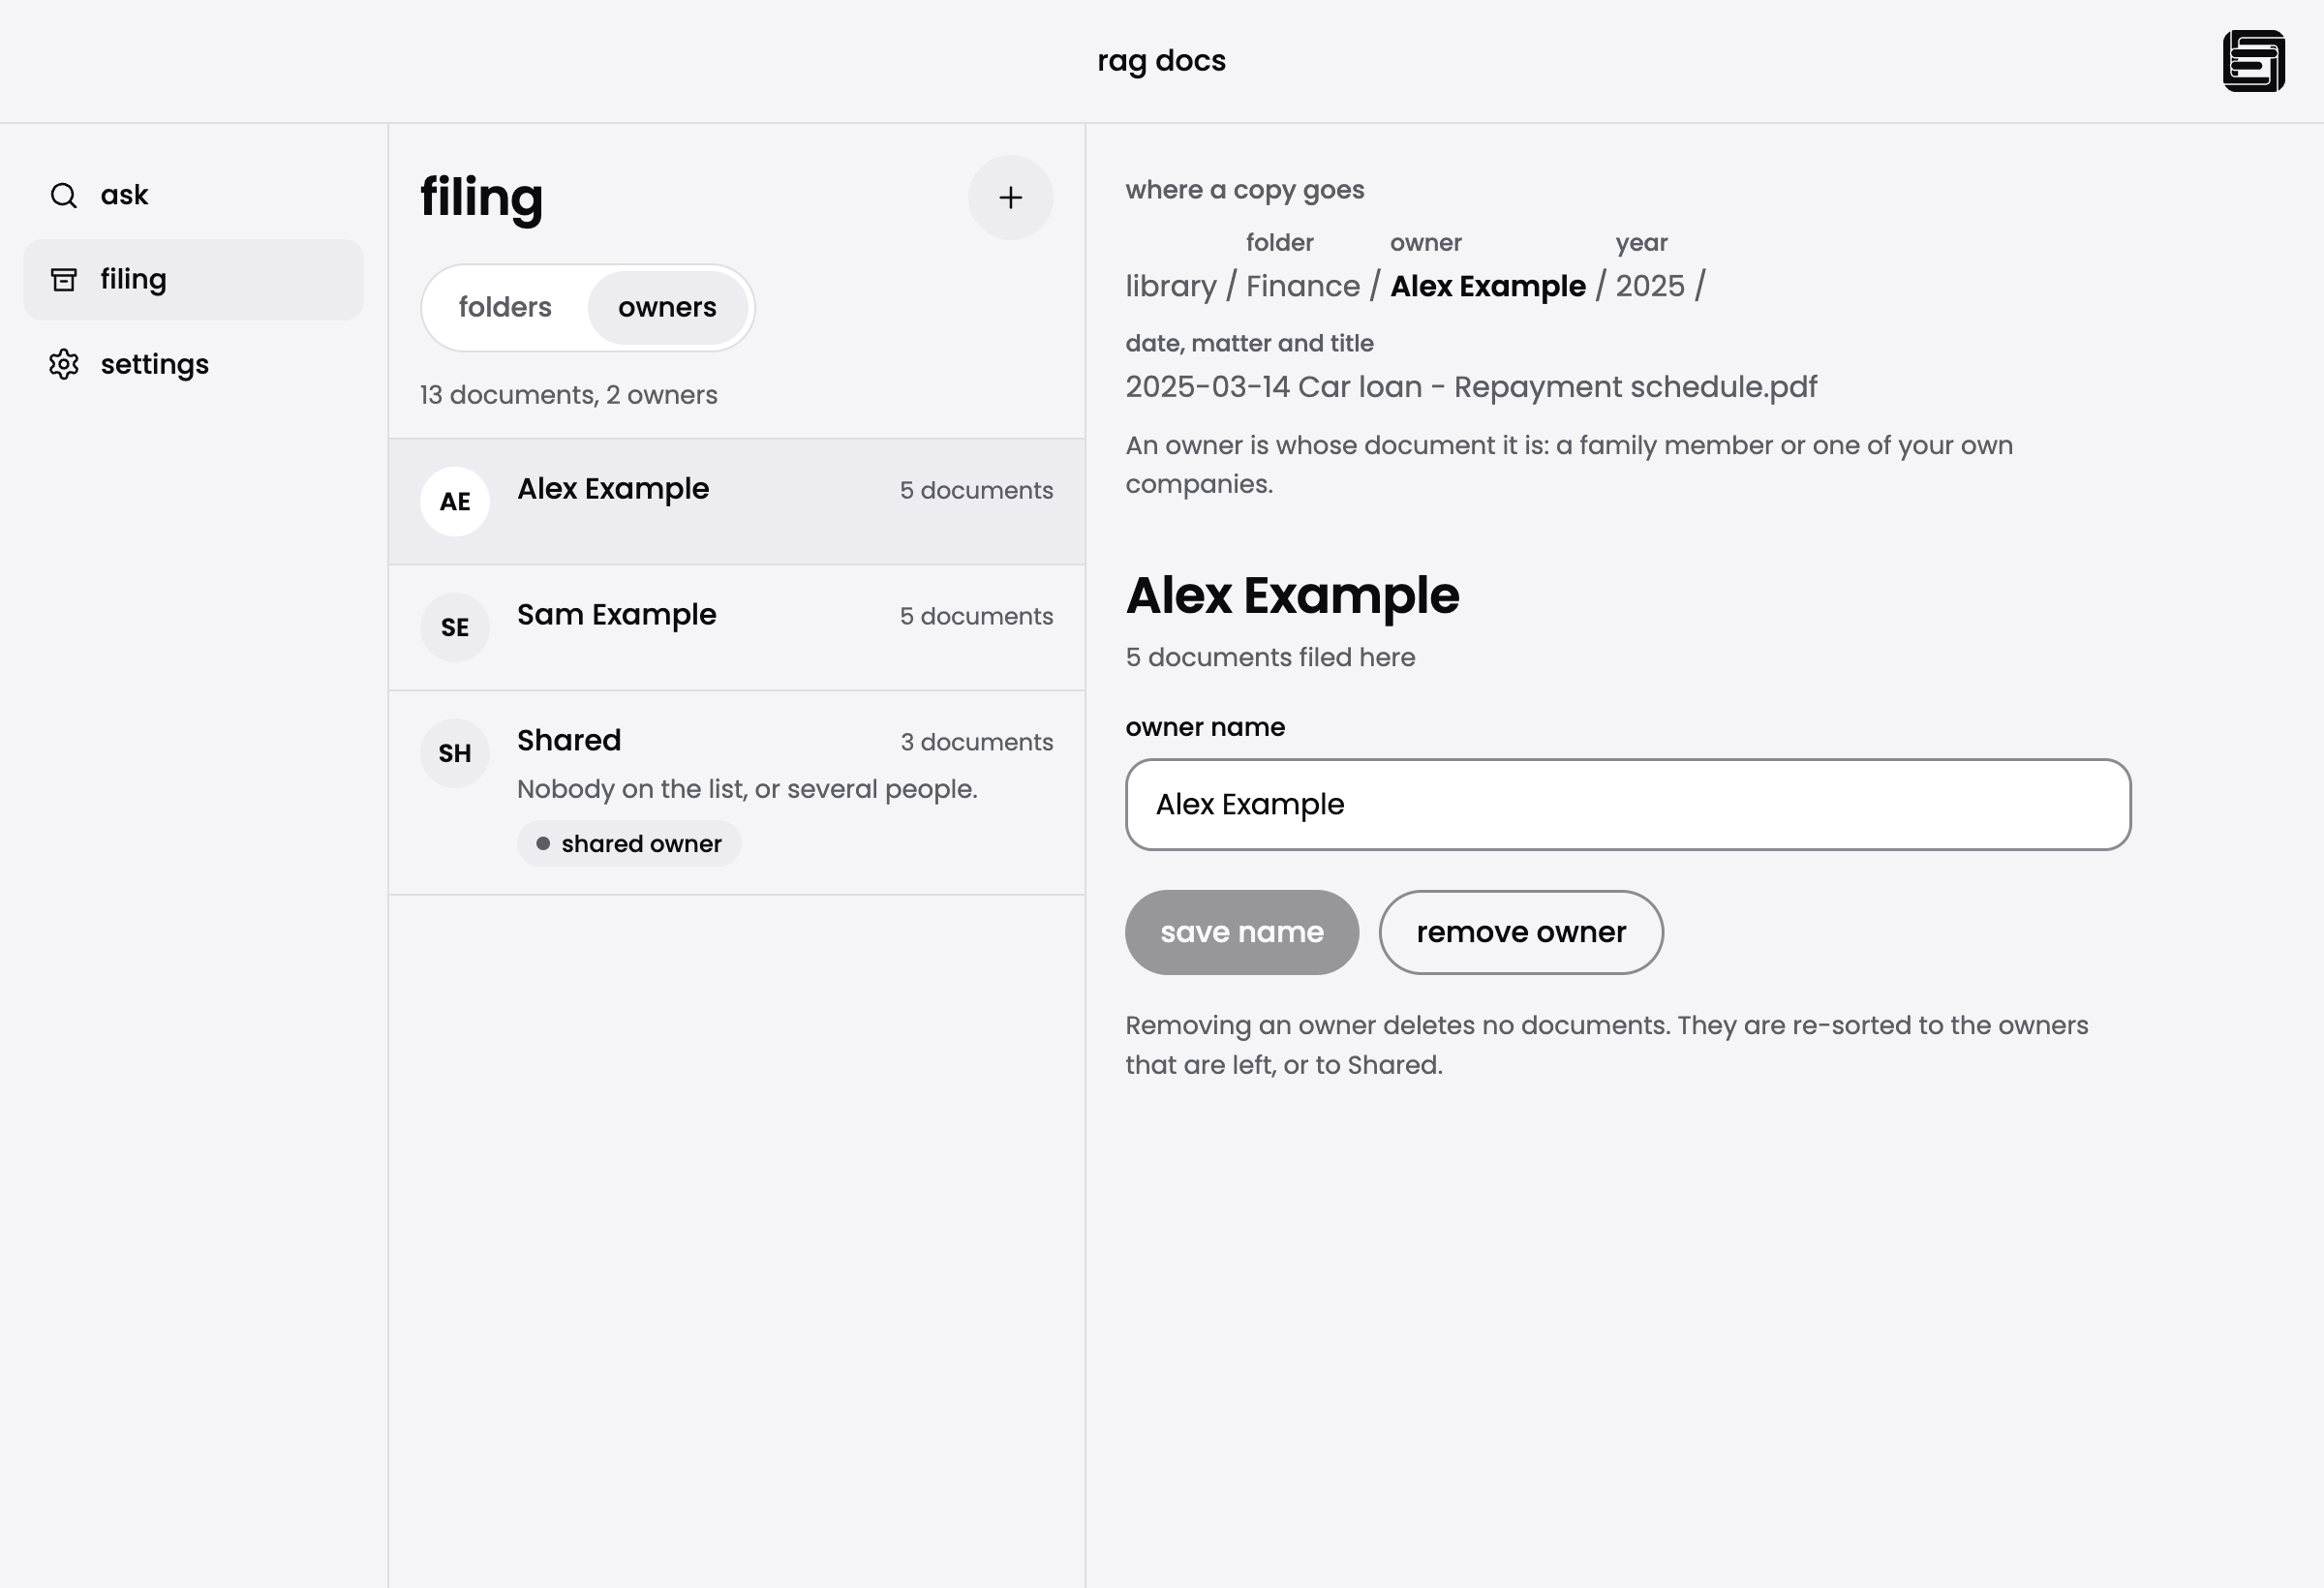 rag docs
ask
filing
settings
filing
folders
owners
13 documents, 2 owners
AE
Alex Example
5 documents
SE
Sam Example
5 documents
SH
Shared
3 documents
Nobody on the list, or several people.
shared owner
where a copy goes
folder owner year
library / Finance / Alex Example / 2025 /
date, matter and title
2025-03-14 Car loan - Repayment schedule.pdf
An owner is whose document it is: a family member or one of your own
companies.
Alex Example
5 documents filed here
owner name
Alex Example
save name
remove owner
Removing an owner deletes no documents. They are re-sorted to the owners
that are left, or to Shared.